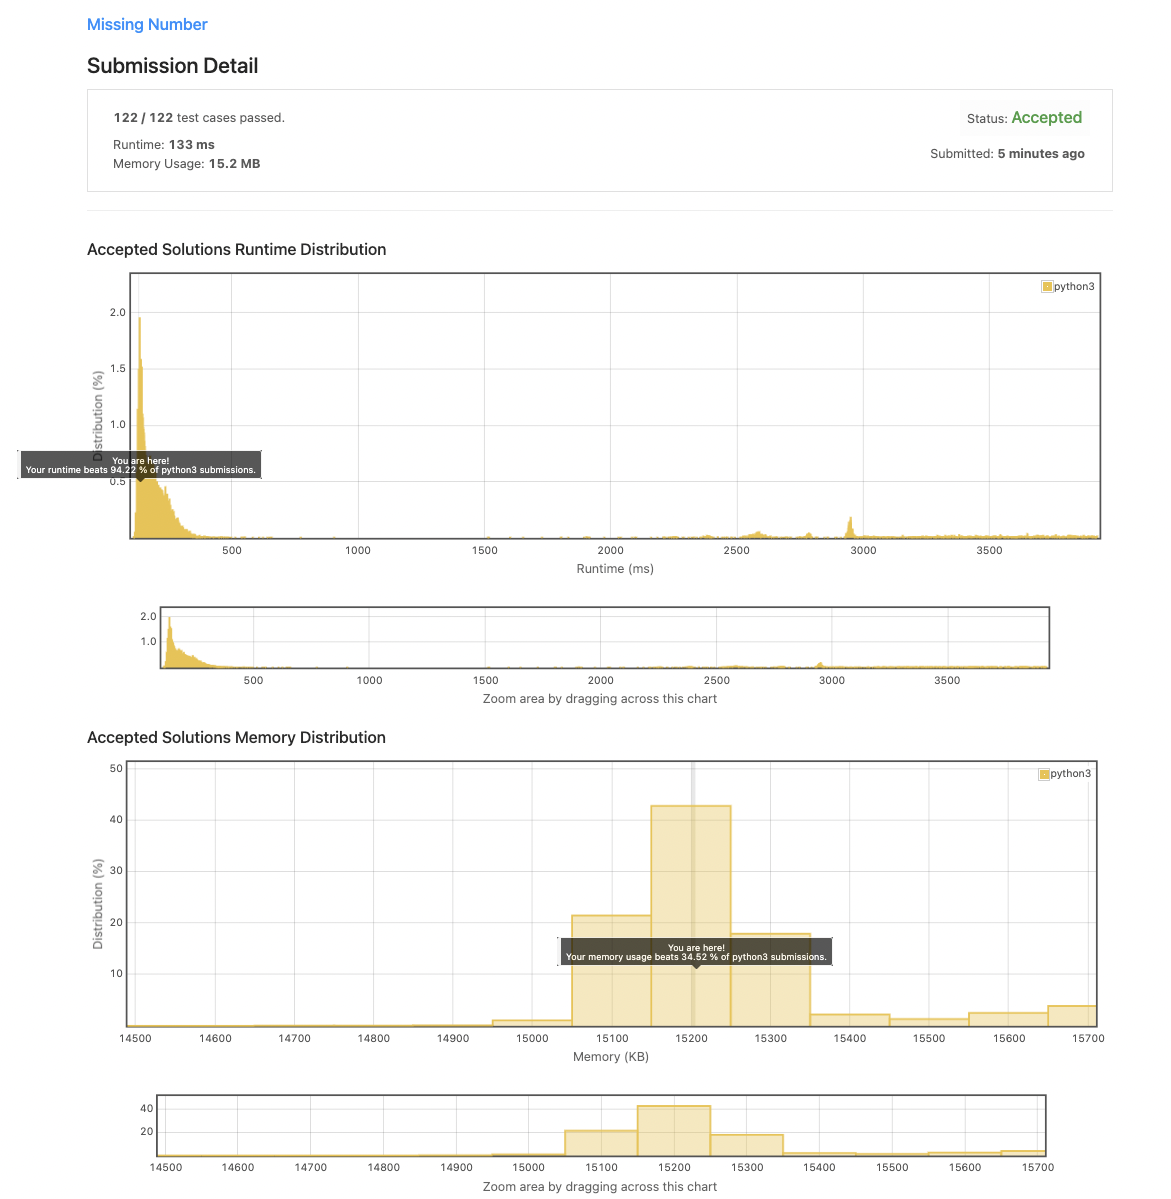 Missing Number
Submission Detail
122 / 122 test cases passed.
Status: Accepted
Runtime: 133 ms
Submitted: 5 minutes ago
Memory Usage: 15.2 MB
Accepted Solutions Runtime Distribution
python3
2.0
1.5
1.0
0.5
Distribution (%)
You are here!
Your runtime beats 94.22 % of python3 submissions.
500 1000 1500 2000 2500 3000 3500
Runtime (ms)
2.0
1.0
500 1000 1500 2000 2500 3000 3500
Zoom area by dragging across this chart
Accepted Solutions Memory Distribution
python3
50
40
30
20
10
Distribution (%)
You are here!
Your memory usage beats 34.52 % of python3 submissions.
14500 14600 14700 14800 14900 15000 15100 15200 15300 15400 15500 15600 15700
Memory (KB)
40
20
14500 14600 14700 14800 14900 15000 15100 15200 15300 15400 15500 15600 15700
Zoom area by dragging across this chart